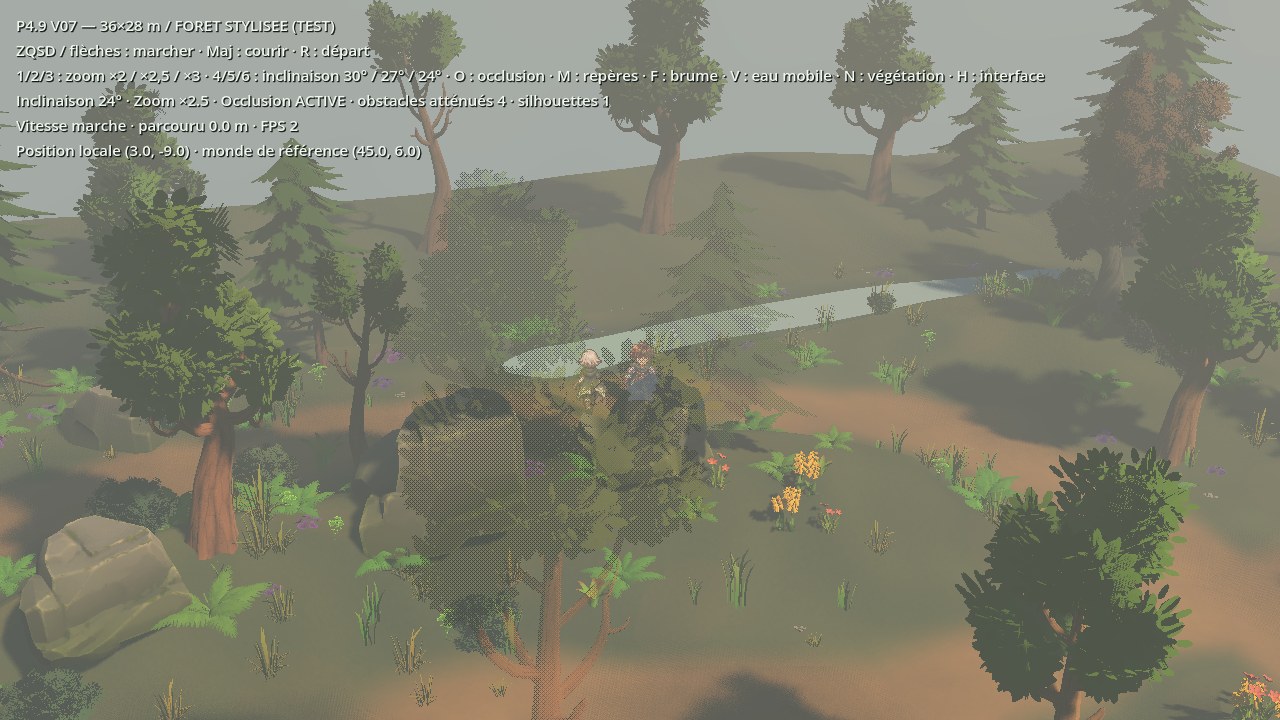 P4.9 V07 — 36×28 m / FORET STYLISEE (TEST)
ZQSD / flèches : marcher · Maj : courir · R : départ
1/2/3 : zoom ×2 / ×2,5 / ×3 · 4/5/6 : inclinaison 30° / 27° / 24° · O : occlusion · M : repères · F : brume · V : eau mobile · N : végétation · H : interface
Inclinaison 24° · Zoom ×2.5 · Occlusion ACTIVE · obstacles atténués 4 · silhouettes 1
Vitesse marche · parcouru 0.0 m · FPS 2
Position locale (3.0, -9.0) · monde de référence (45.0, 6.0)